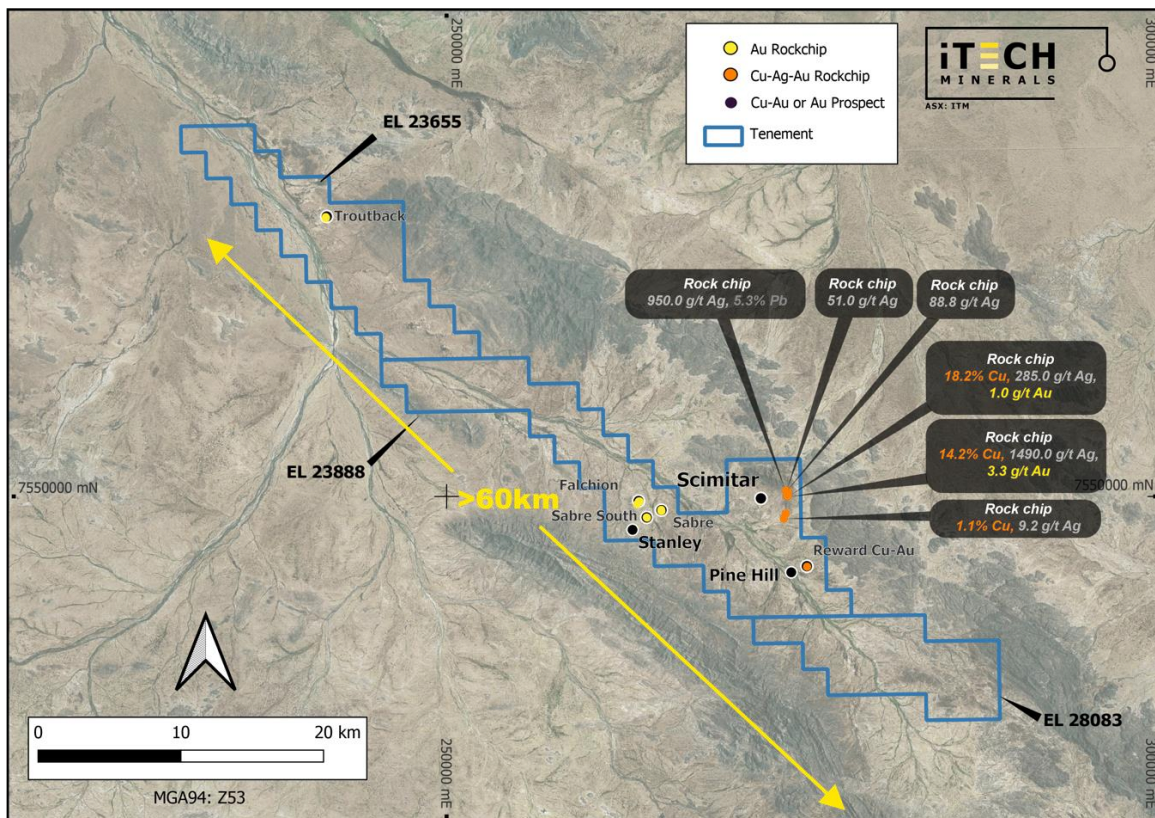 250000 mE
300000 mE
Au Rockchip
Cu-Ag-Au Rockchip
Cu-Au or Au Prospect
Tenement
iTECH
MINERALS
ASX: ITM
EL 23655
Troutback
Rock chip
950.0 g/t Ag, 5.3% Pb
Rock chip
51.0 g/t Ag
Rock chip
88.8 g/t Ag
Rock chip
18.2% Cu, 285.0 g/t Ag,
1.0 g/t Au
Rock chip
14.2% Cu, 1490.0 g/t Ag,
3.3 g/t Au
Rock chip
1.1% Cu, 9.2 g/t Ag
EL 23888
7550000 mN
7550000 mN
>60km
Falchion
Scimitar
Sabre South
Sabre
Stanley
Reward Cu-Au
Pine Hill
EL 28083
0
10
20 km
MGA94: Z53
250000 mE
300000 mE